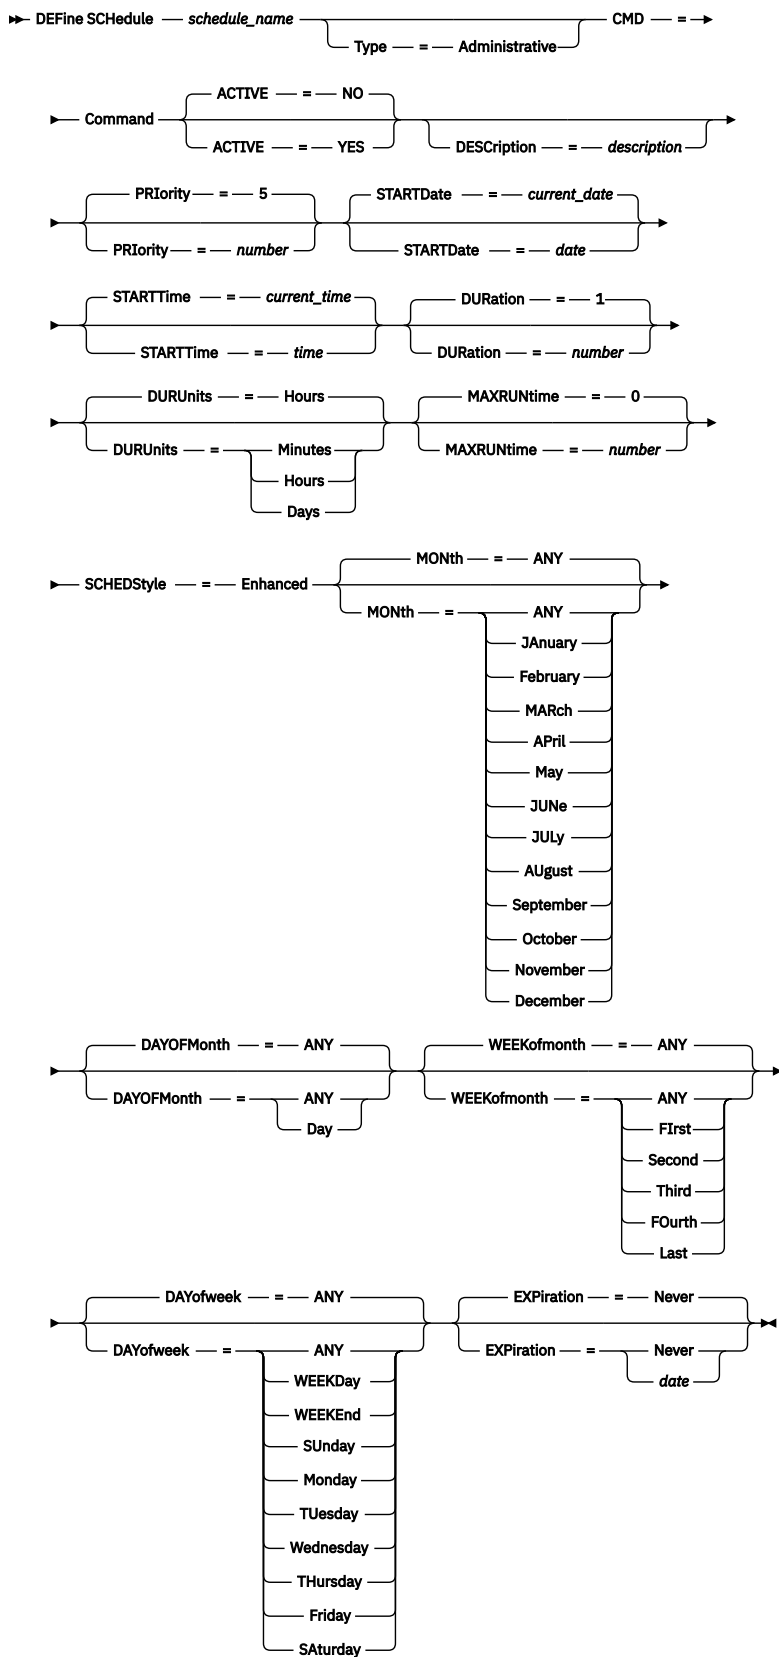 DEFine SCHedule schedule_name Type = Administrative CMD =
Command ACTIVE = NO ACTIVE = YES DESCription = description
PRIority = 5 PRIority = number STARTDate = current_date STARTDate = date
STARTTime = current_time STARTTime = time DURation = 1 DURation = number
DURUnits = Hours DURUnits = Minutes Hours Days MAXRUNtime = 0 MAXRUNtime = number
SCHEDStyle = Enhanced MONth = ANY
MONth = ANY
JAnuary
February
MARch
APril
May
JUNe
JULy
AUgust
September
October
November
December
DAYOFMonth = ANY DAYOFMonth = ANY Day WEEKofmonth = ANY
WEEKofmonth = ANY
FIrst
Second
Third
FOurth
Last
DAYofweek = ANY EXPiration = Never
DAYofweek = ANY EXPiration = Never
WEEKDay date
WEEKEnd
SUnday
Monday
TUesday
Wednesday
THursday
Friday
SAturday